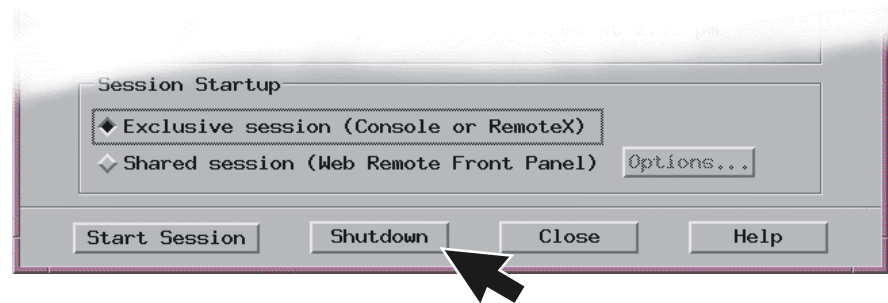 Session Startup
Exclusive session (Console or RemoteX)
Shared session (Web Remote Front Panel) Options...
Start Session Shutdown Close Help